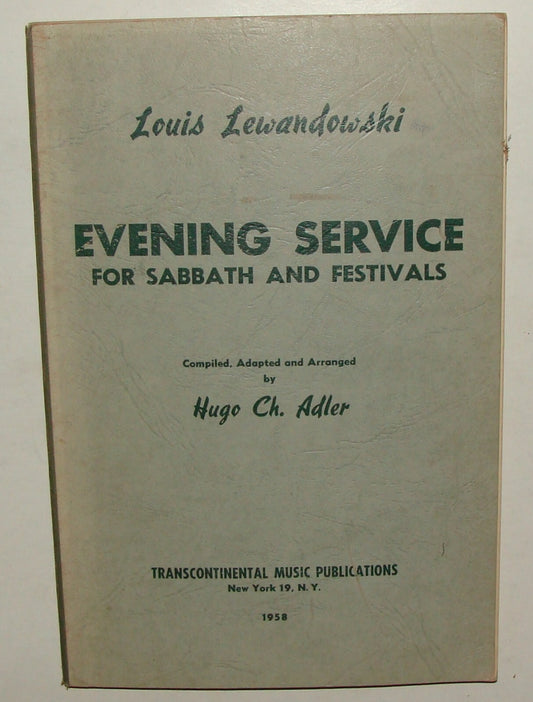 Louis Lewandowski
EVENING SERVICE
FOR SABBATH AND FESTIVALS
Compiled, Adapted and Arranged
by
Hugo Ch. Adler
TRANSCONTINENTAL MUSIC PUBLICATIONS
New York 19, N. Y.
1958